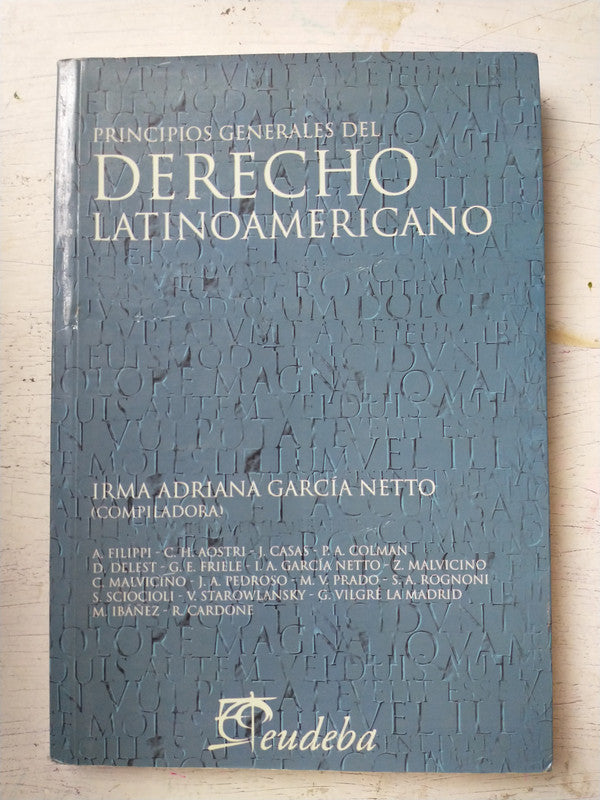 PRINCIPIOS GENERALES DEL
DERECHO
LATINOAMERICANO
IRMA ADRIANA GARCÍA NETTO
(COMPILADORA)
A. FILIPPI - C. H. AOSTRI - J. CASAS - P. A. COLMAN
D. DELEST - G. E. FRIELE - I. A. GARCÍA NETTO - Z. MALVICINO
C. MALVICINO - J. A. PEDROSO - M. V. PRADO - S. A. ROGNONI
S. SCIOCIOLI - V. STAROWLANSKY - G. VILGRÉ LA MADRID
M. IBÁÑEZ - R. CARDONE
eudeba